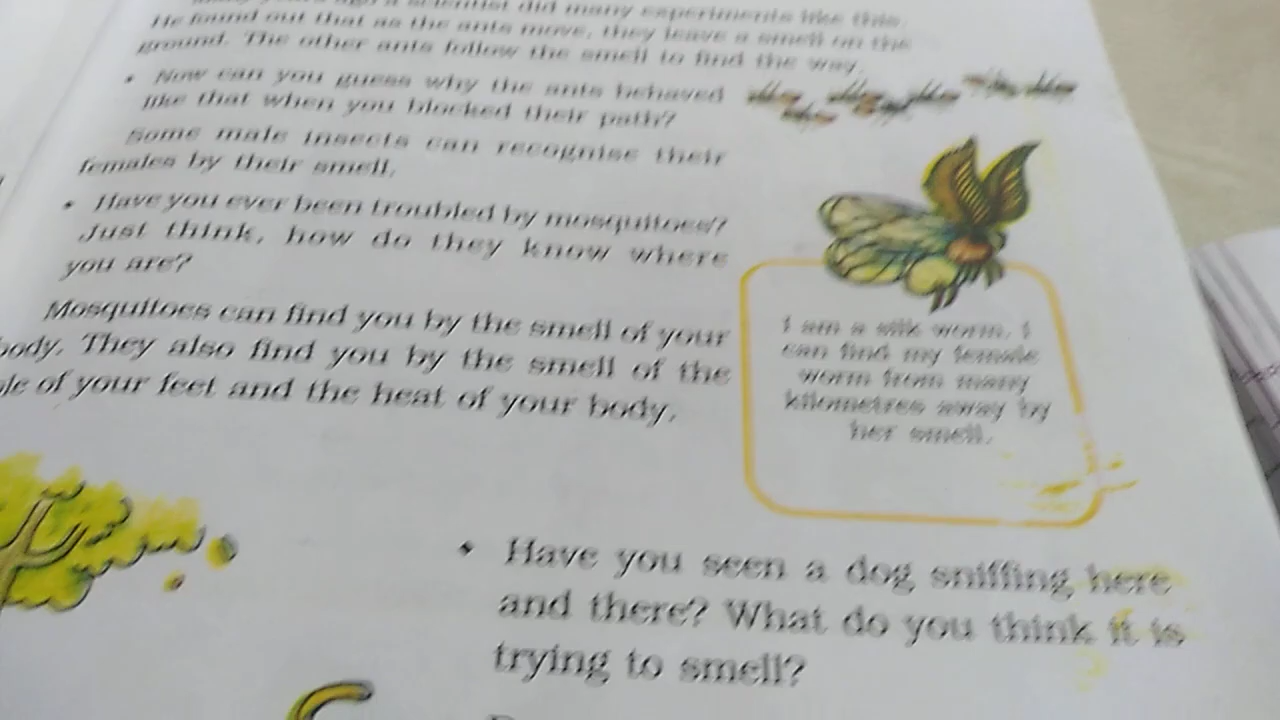 years ago a scientist did many experiments like this.
He found out that as the ants move, they leave a smell on the
ground. The other ants follow the smell to find the way.
• Now can you guess why the ants behaved
like that when you blocked their path?
Some male insects can recognise their
females by their smell.
• Have you ever been troubled by mosquitoes?
Just think, how do they know where
you are?
Mosquitoes can find you by the smell of your
body. They also find you by the smell of the
of your feet and the heat of your body.
I am a silk worm. I
can find my female
worm from many
kilometres away by
her smell.
• Have you seen a dog sniffing here
and there? What do you think it is
trying to smell?